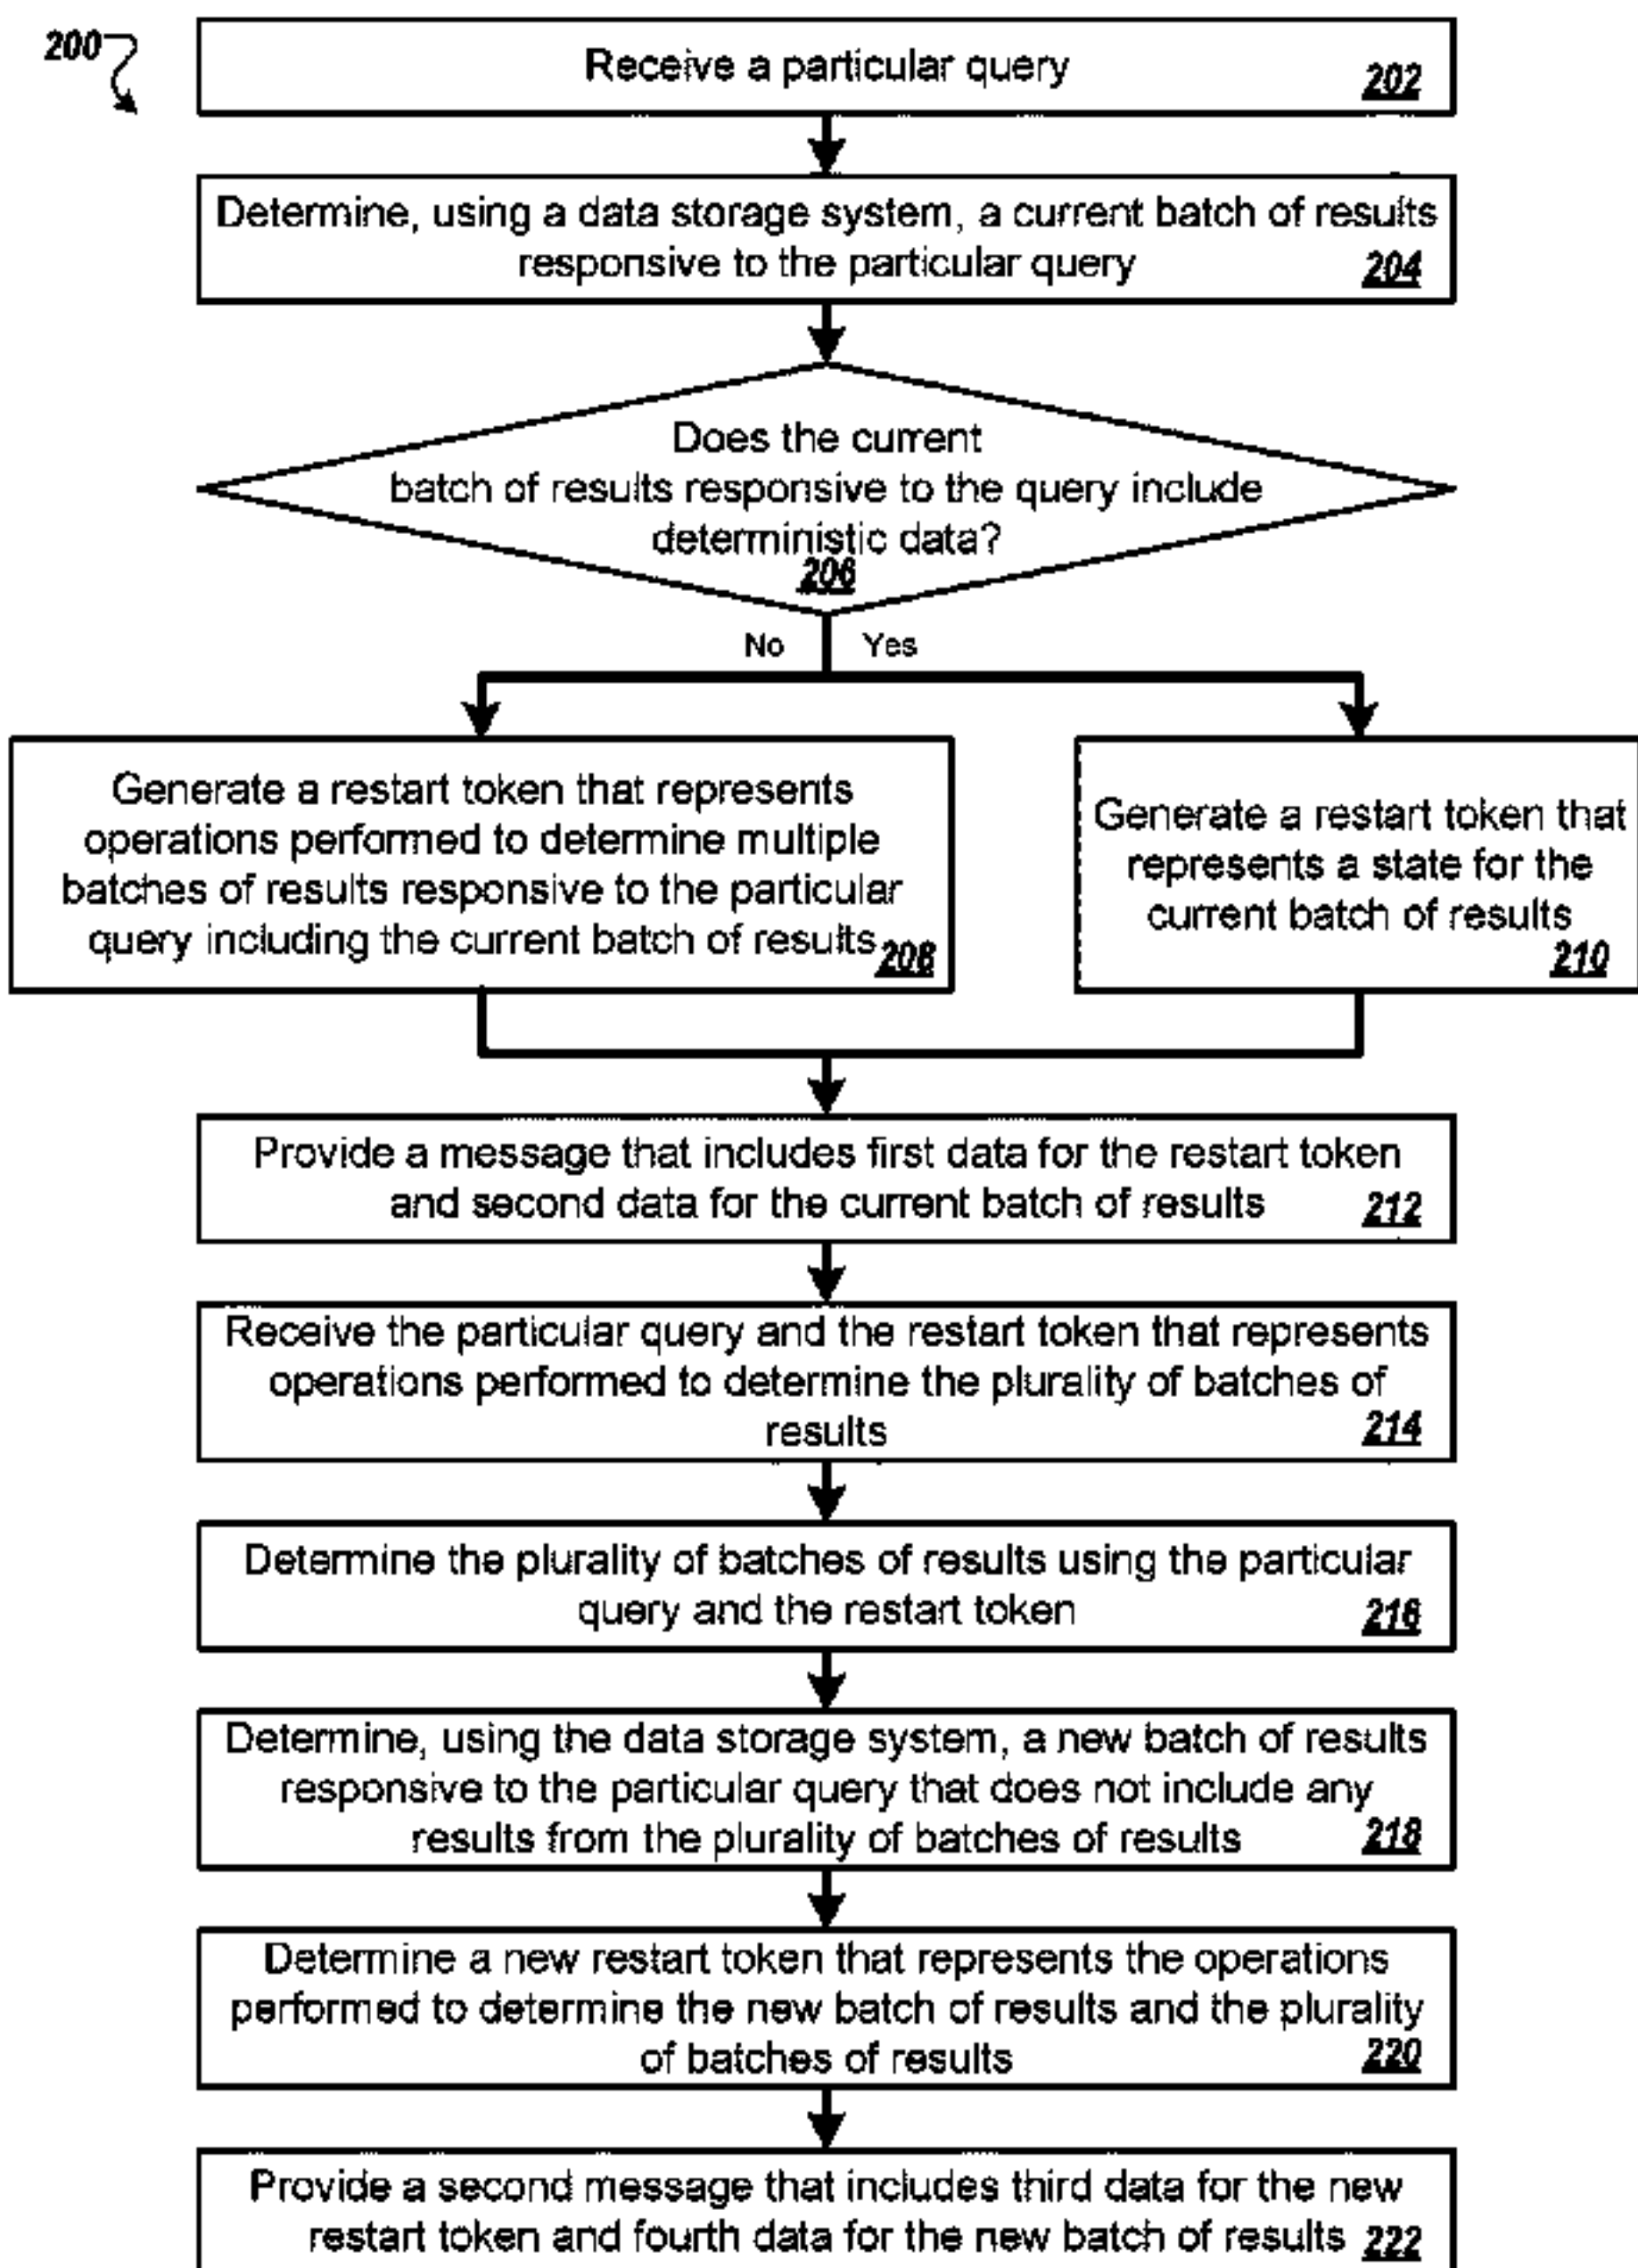 200
Receive a particular query 202
Determine, using a data storage system, a current batch of results
responsive to the particular query 204
Does the current
batch of results responsive to the query include
deterministic data?
206
No Yes
Generate a restart token that represents
operations performed to determine multiple
batches of results responsive to the particular
query including the current batch of results 208
Generate a restart token that
represents a state for the
current batch of results
210
Provide a message that includes first data for the restart token
and second data for the current batch of results 212
Receive the particular query and the restart token that represents
operations performed to determine the plurality of batches of
results 214
Determine the plurality of batches of results using the particular
query and the restart token 216
Determine, using the data storage system, a new batch of results
responsive to the particular query that does not include any
results from the plurality of batches of results 218
Determine a new restart token that represents the operations
performed to determine the new batch of results and the plurality
of batches of results 220
Provide a second message that includes third data for the new
restart token and fourth data for the new batch of results 222